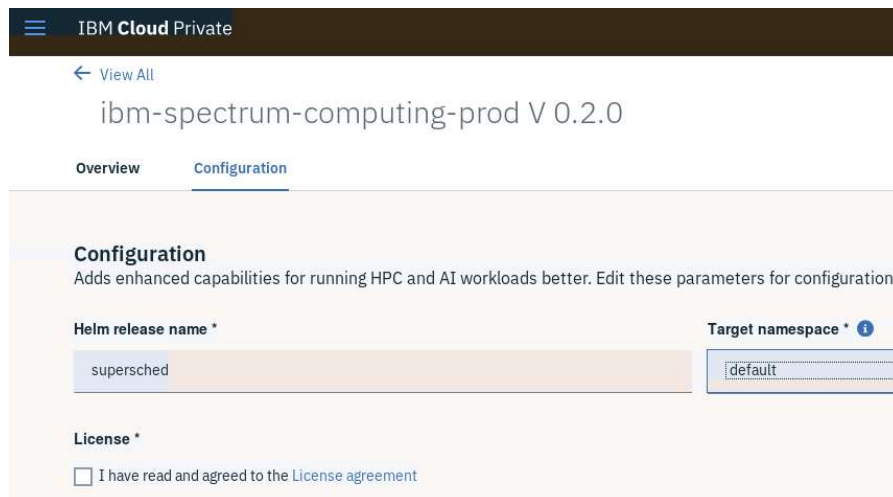 IBM Cloud Private
← View All
ibm-spectrum-computing-prod V 0.2.0
Overview Configuration
Configuration
Adds enhanced capabilities for running HPC and AI workloads better. Edit these parameters for configuration
Helm release name * Target namespace *
supersched default
License *
I have read and agreed to the License agreement